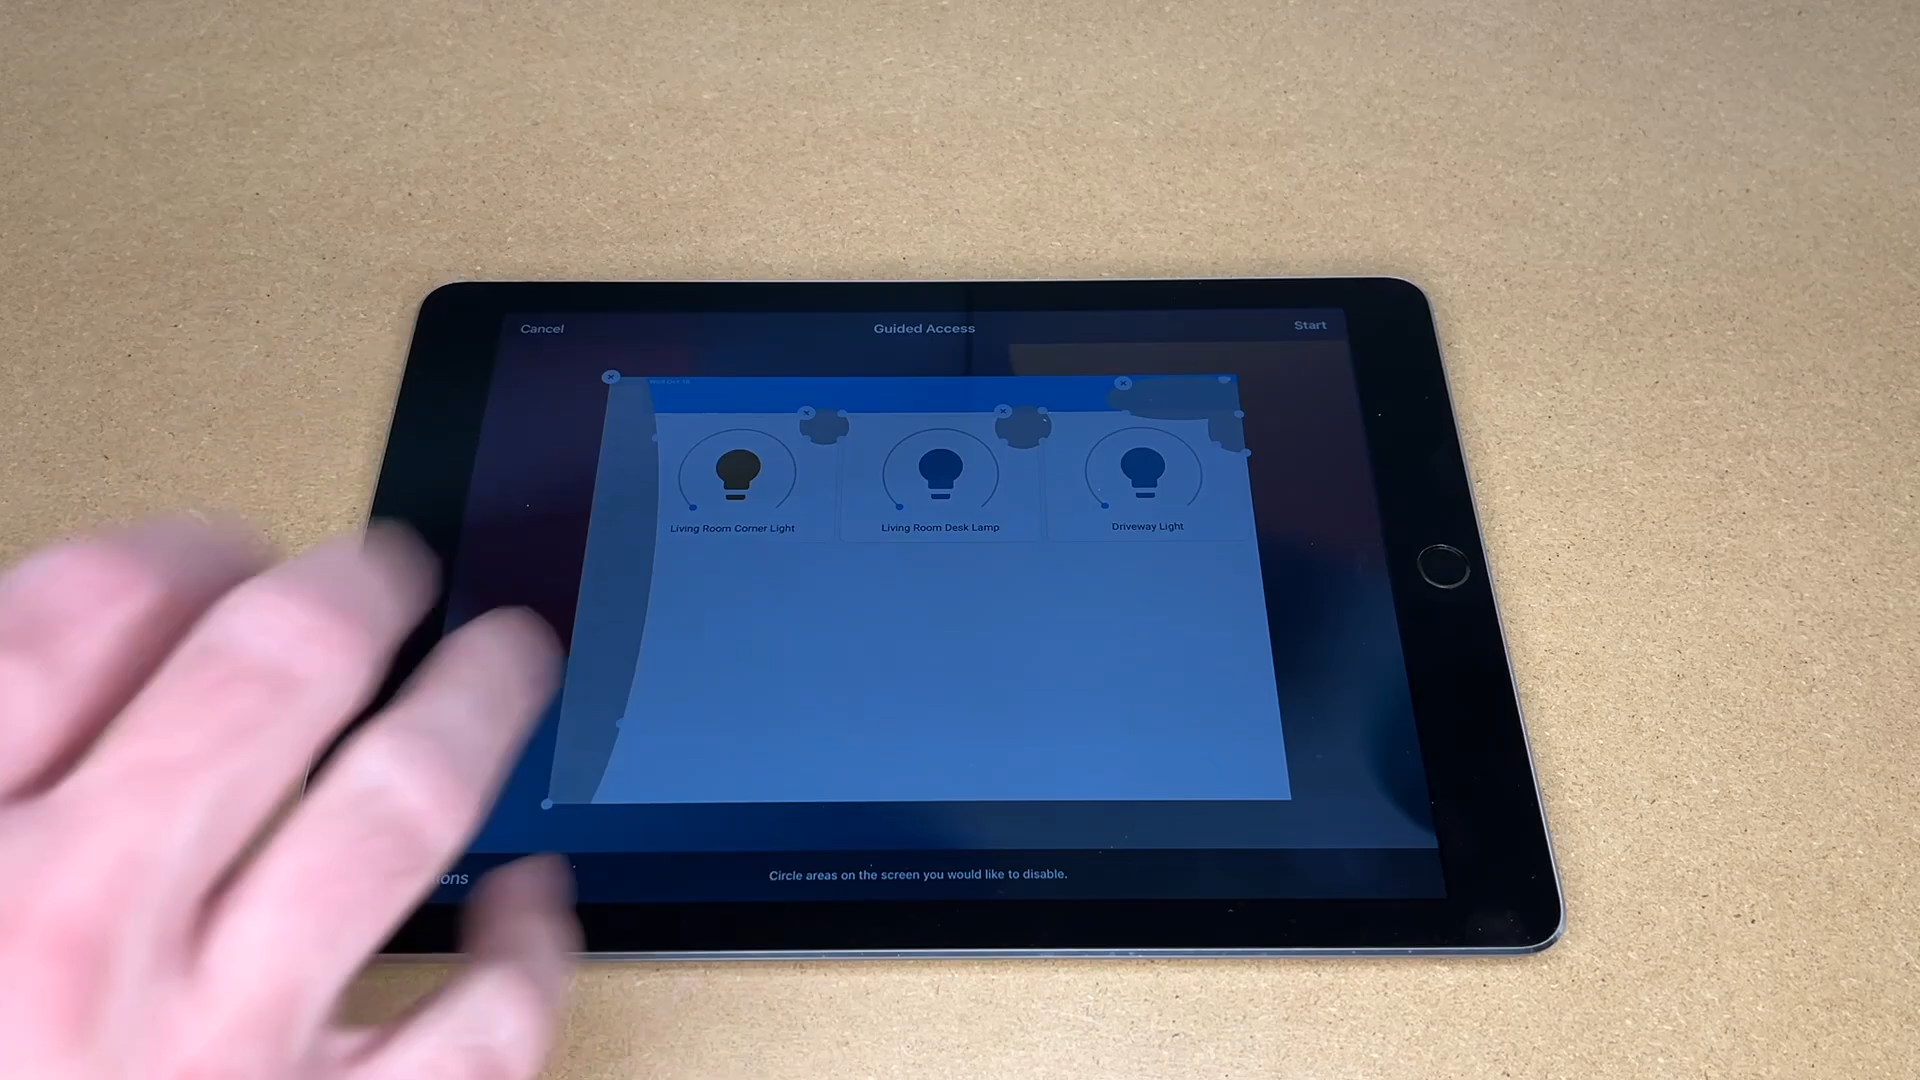 Cancel
Guided Access
Start
Living Room Corner Light
Living Room Desk Lamp
Driveway Light
ions
Circle areas on the screen you would like to disable.